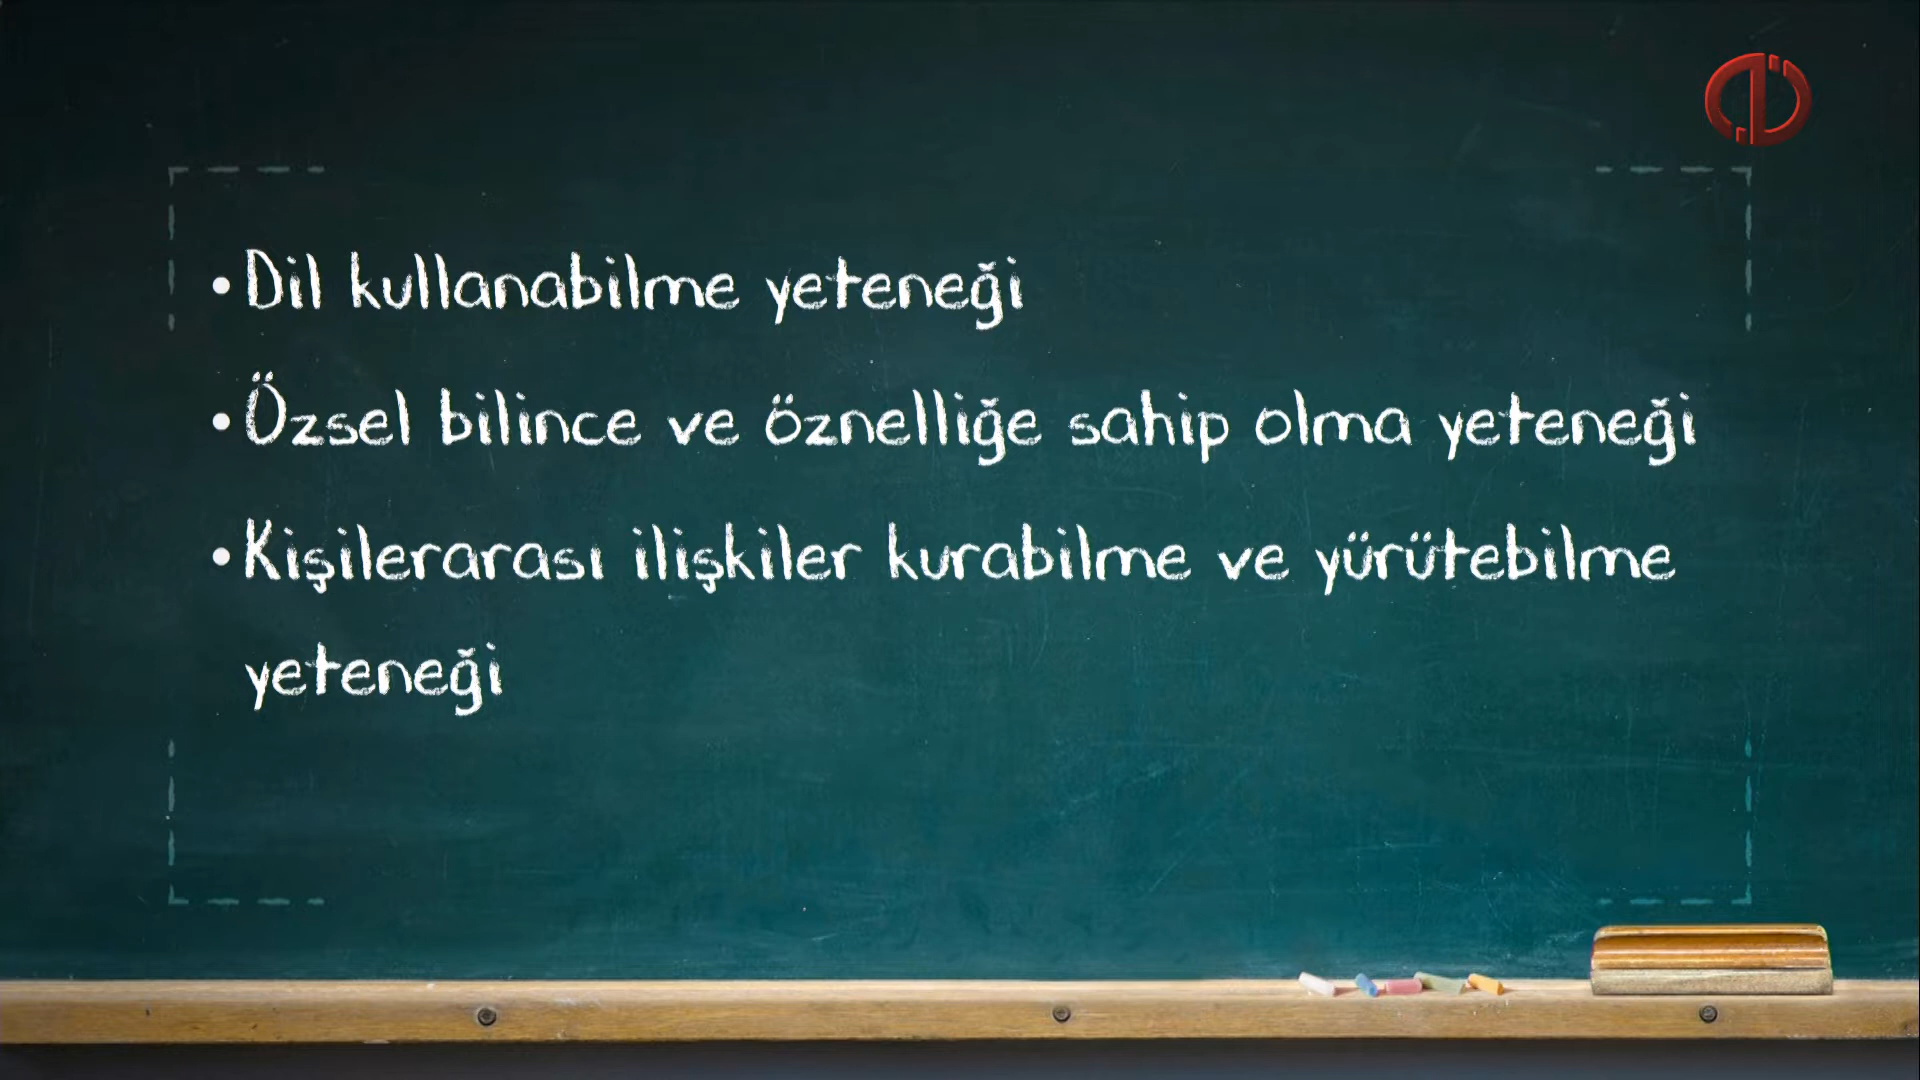 • Dil kullanabilme yeteneği
• Özsel bilince ve öznelliğe sahip olma yeteneği
• Kişilerarası ilişkiler kurabilme ve yürütebilme
yeteneği